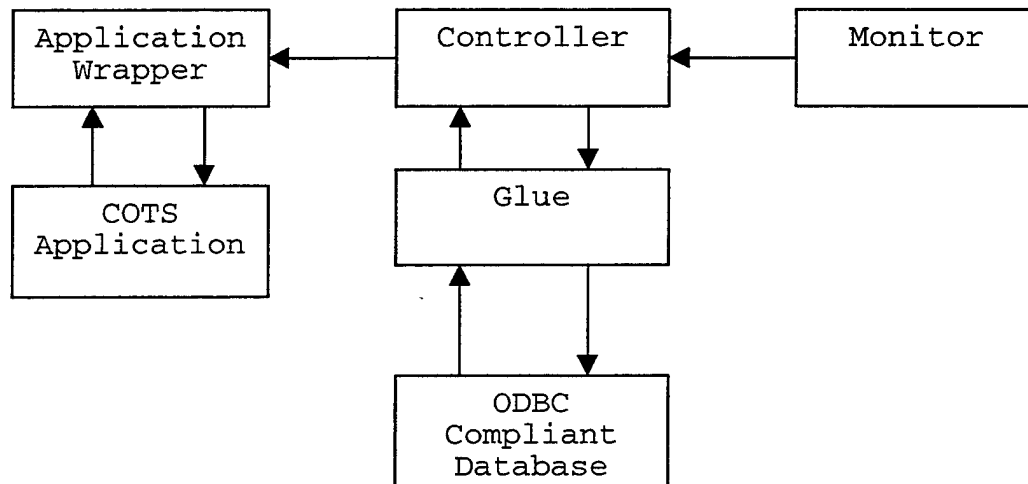 Application
Wrapper
Controller
Monitor
COTS
Application
Glue
ODBC
Compliant
Database